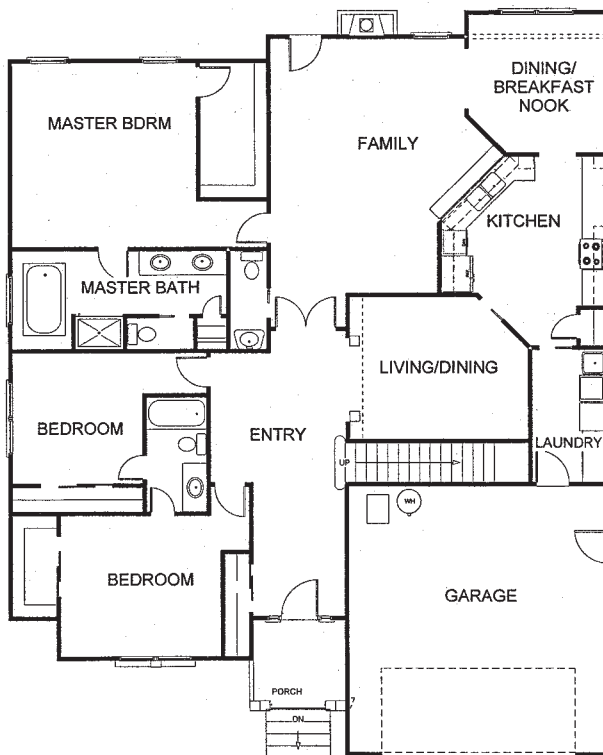 DINING/
BREAKFAST
NOOK
MASTER BDRM
FAMILY
KITCHEN
MASTER BATH
LIVING/DINING
BEDROOM
ENTRY
LAUNDRY
UP
WH
BEDROOM
GARAGE
PORCH
DN